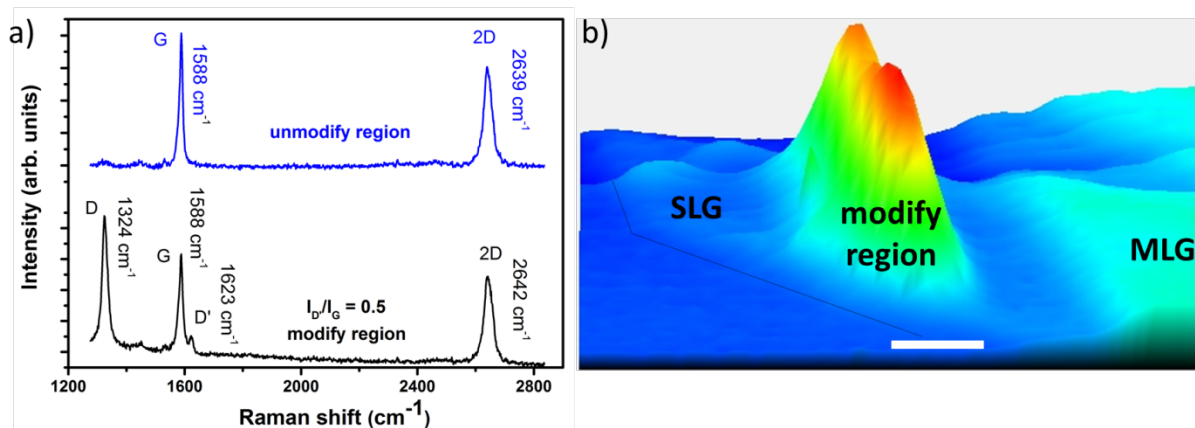 a)
G
1588 cm⁻¹
2D
2639 cm⁻¹
unmodify region
D
1324 cm⁻¹
G
1588 cm⁻¹
D'
1623 cm⁻¹
I_D'/I_G = 0.5
modify region
2D
2642 cm⁻¹
Intensity (arb. units)
1200
1600
2000
2400
2800
Raman shift (cm⁻¹)
b)
SLG
modify
region
MLG